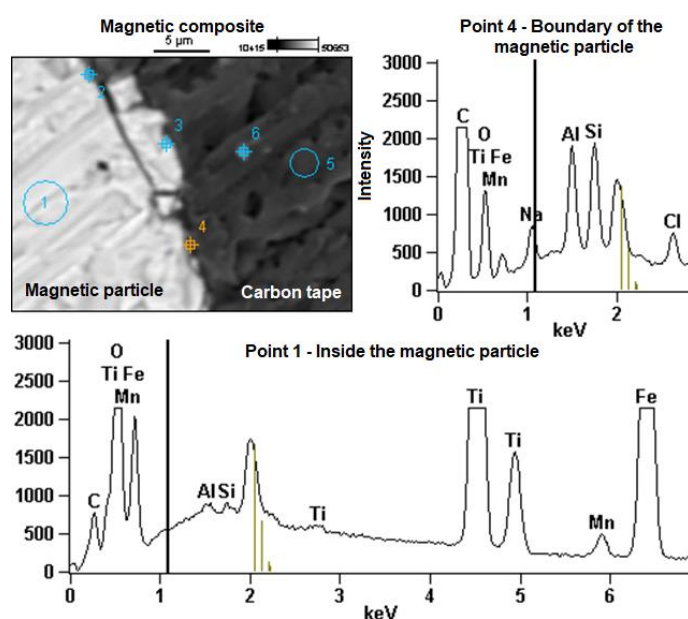 Magnetic composite
5 µm
10+15
50653
2
3
6
5
1
4
Magnetic particle
Carbon tape
Point 4 - Boundary of the
magnetic particle
3000
2500
2000
1500
1000
500
0
Intensity
C
O
Ti Fe
Mn
Na
Al
Si
Cl
0
1
2
keV
Point 1 - Inside the magnetic particle
3000
2500
2000
1500
1000
500
0
O
Ti Fe
Mn
C
Al
Si
Ti
Ti
Ti
Mn
Fe
0
1
2
3
4
5
6
keV